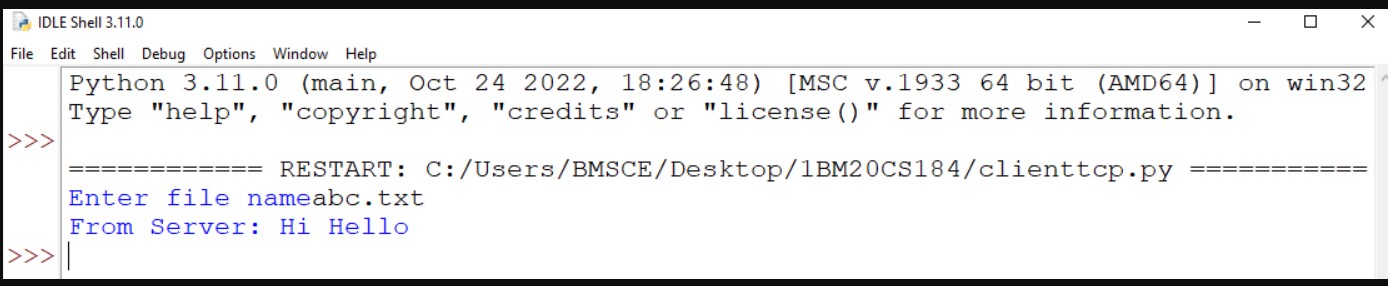 IDLE Shell 3.11.0
File Edit Shell Debug Options Window Help
Python 3.11.0 (main, Oct 24 2022, 18:26:48) [MSC v.1933 64 bit (AMD64)] on win32
Type "help", "copyright", "credits" or "license()" for more information.
>>>
============ RESTART: C:/Users/BMSCE/Desktop/1BM20CS184/clienttcp.py ===========
Enter file nameabc.txt
From Server: Hi Hello
>>>